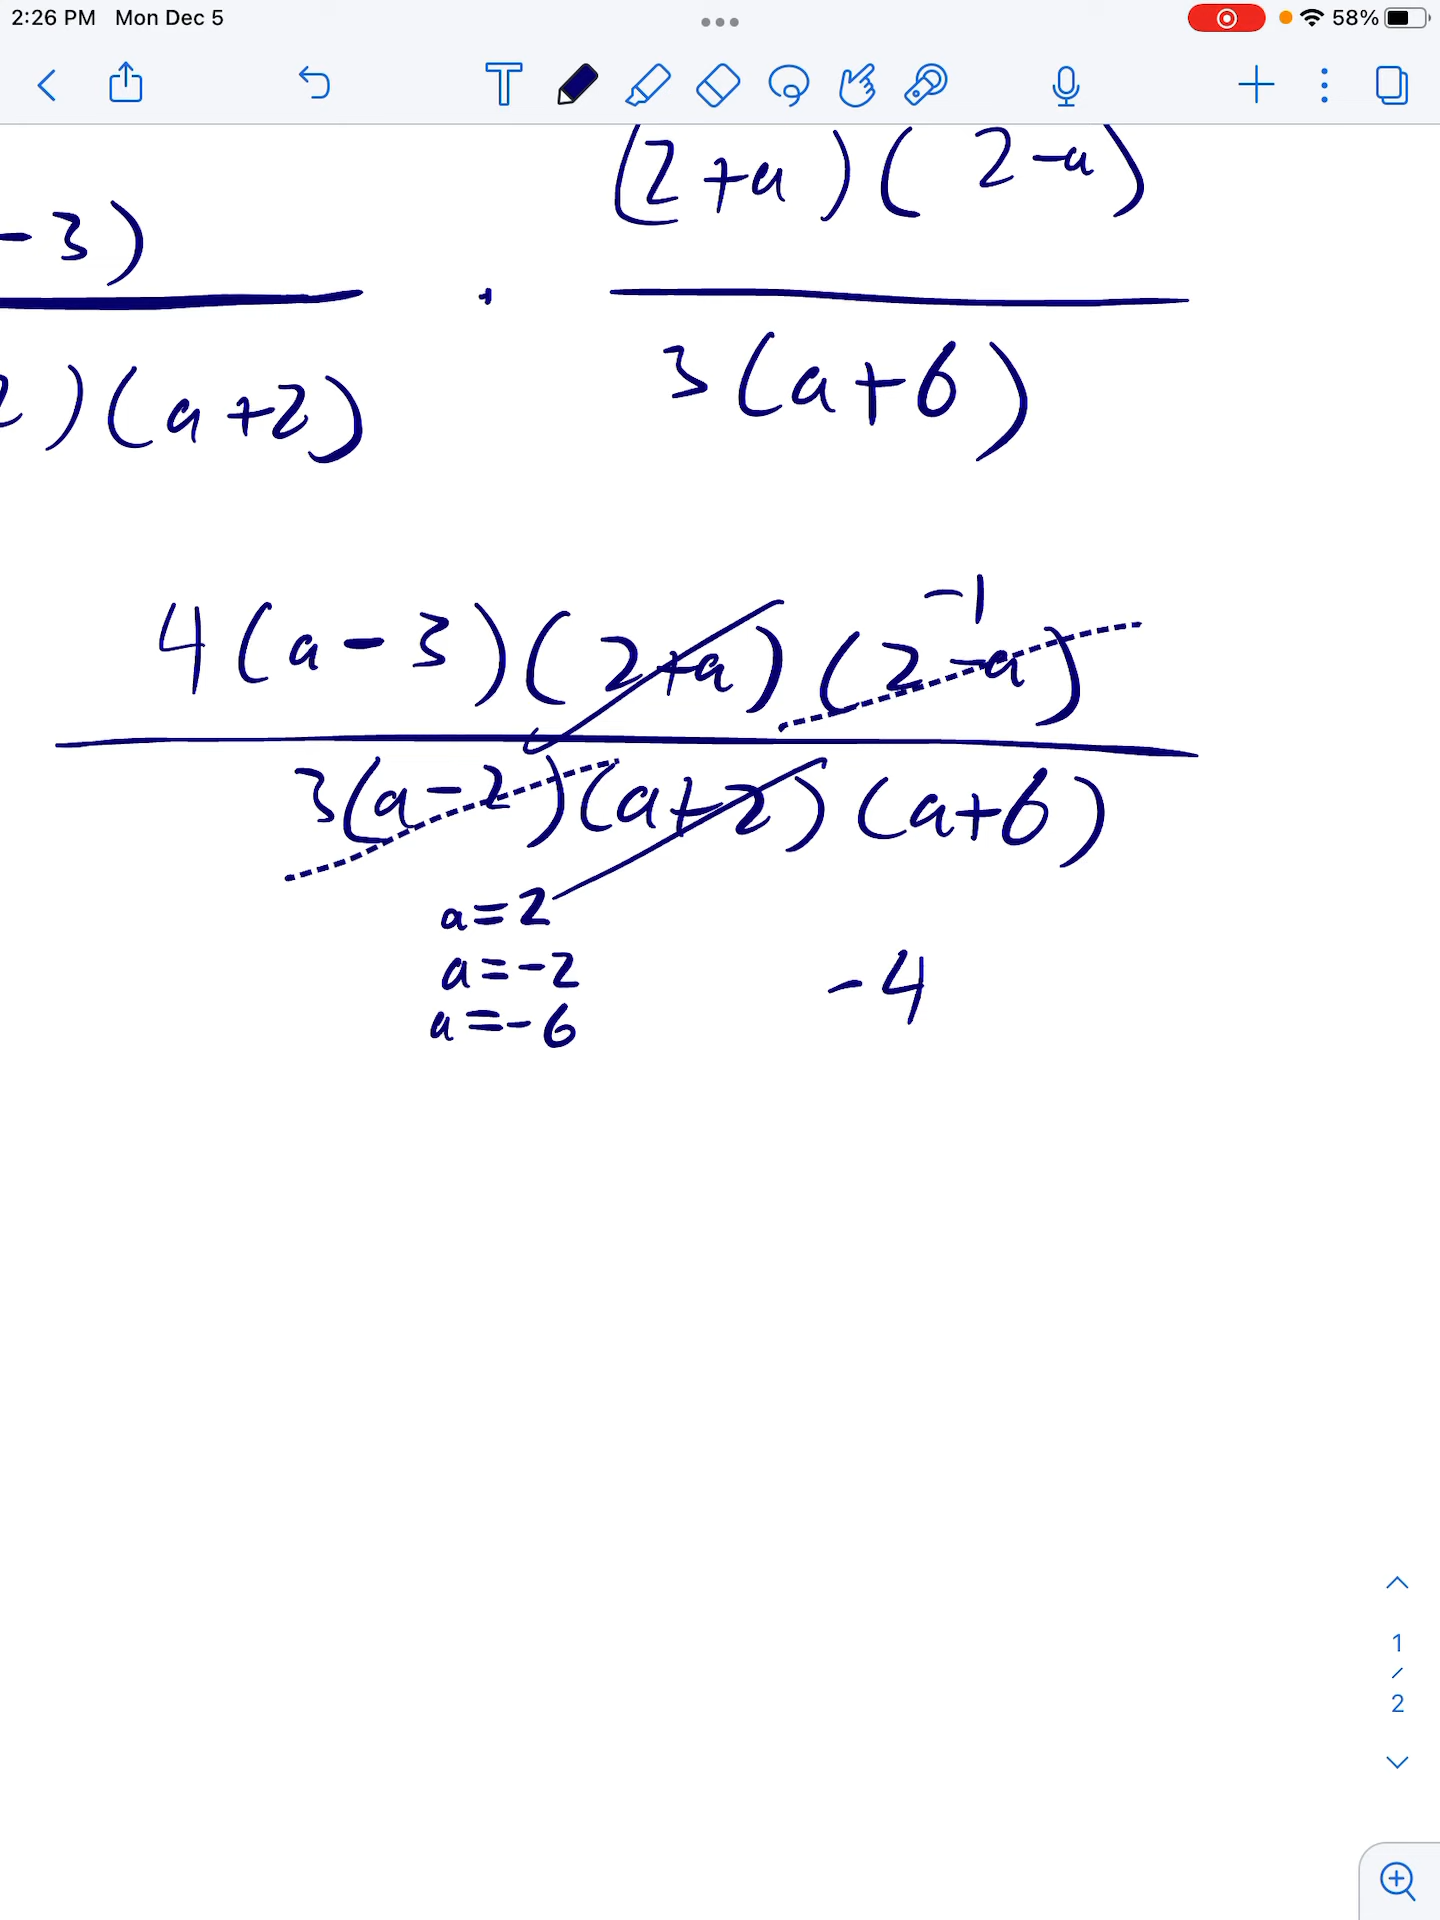 2:26 PM Mon Dec 5 58%
T
(2+a)(2-a)
-3)
·
)(a+2)
3(a+6)
-1
4(a-3)(2+a)(2-a)
3(a-2)(a+2)(a+6)
a=2
a=-2
-4
a=-6
1
/
2